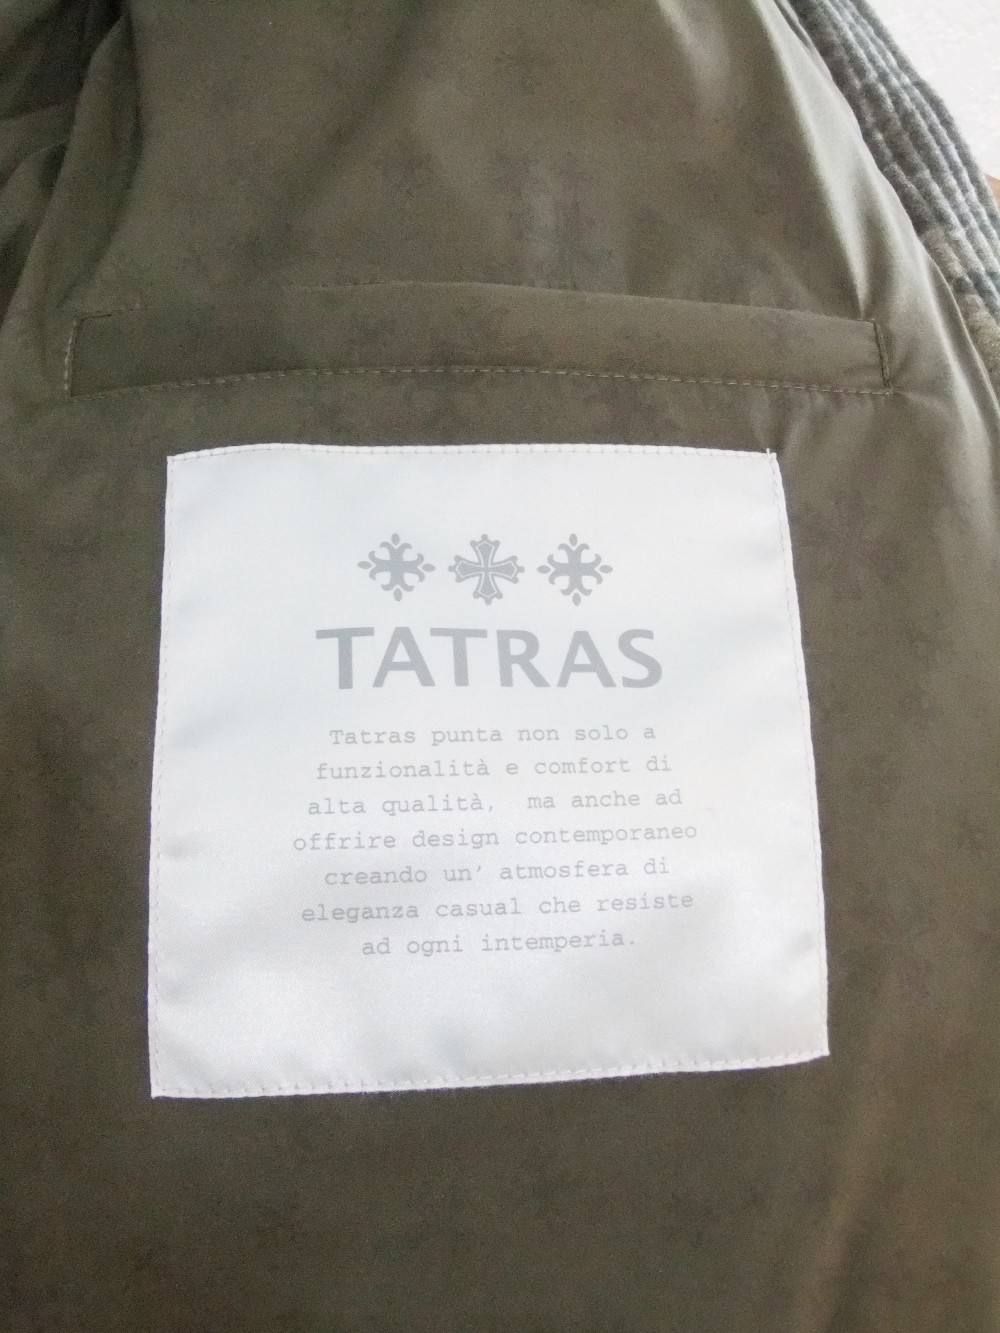 TATRAS
Tatras punta non solo a
funzionalità e comfort di
alta qualità, ma anche ad
offrire design contemporaneo
creando un' atmosfera di
eleganza casual che resiste
ad ogni intemperia.